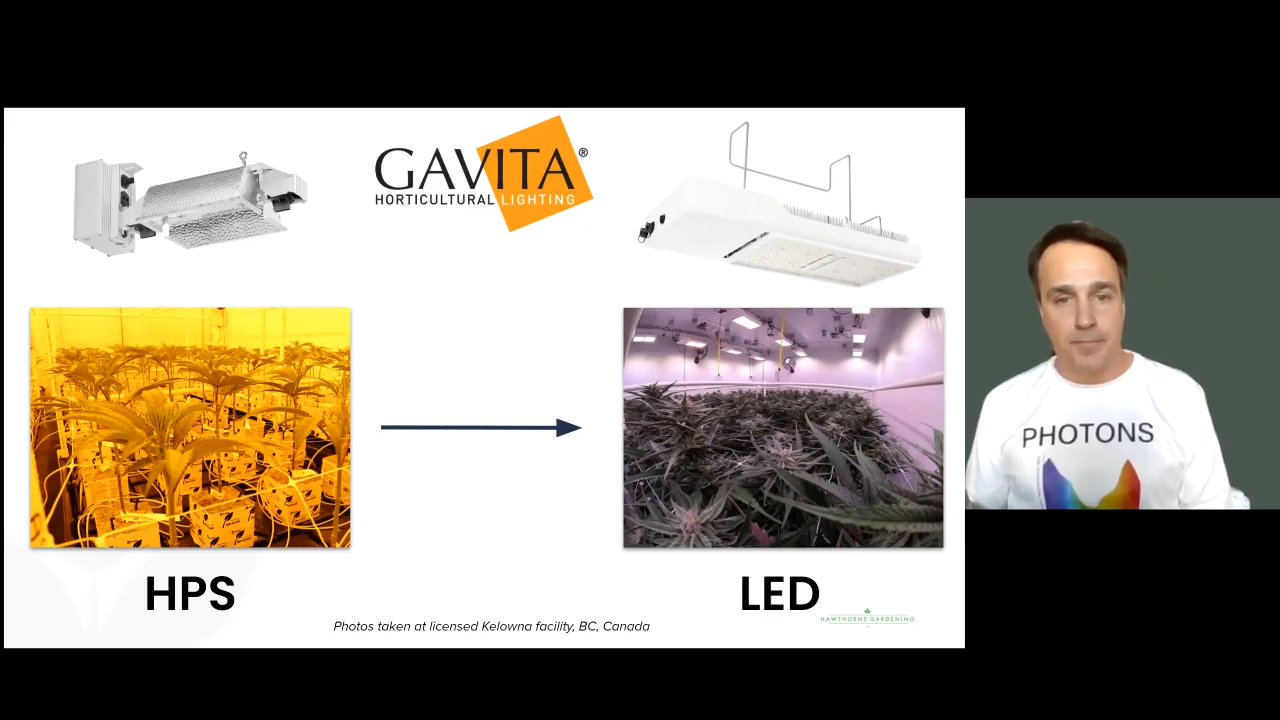 GAVITA®
HORTICULTURAL LIGHTING
PHOTONS
HPS
LED
HAWTHORNE GARDENING
Photos taken at licensed Kelowna facility, BC, Canada